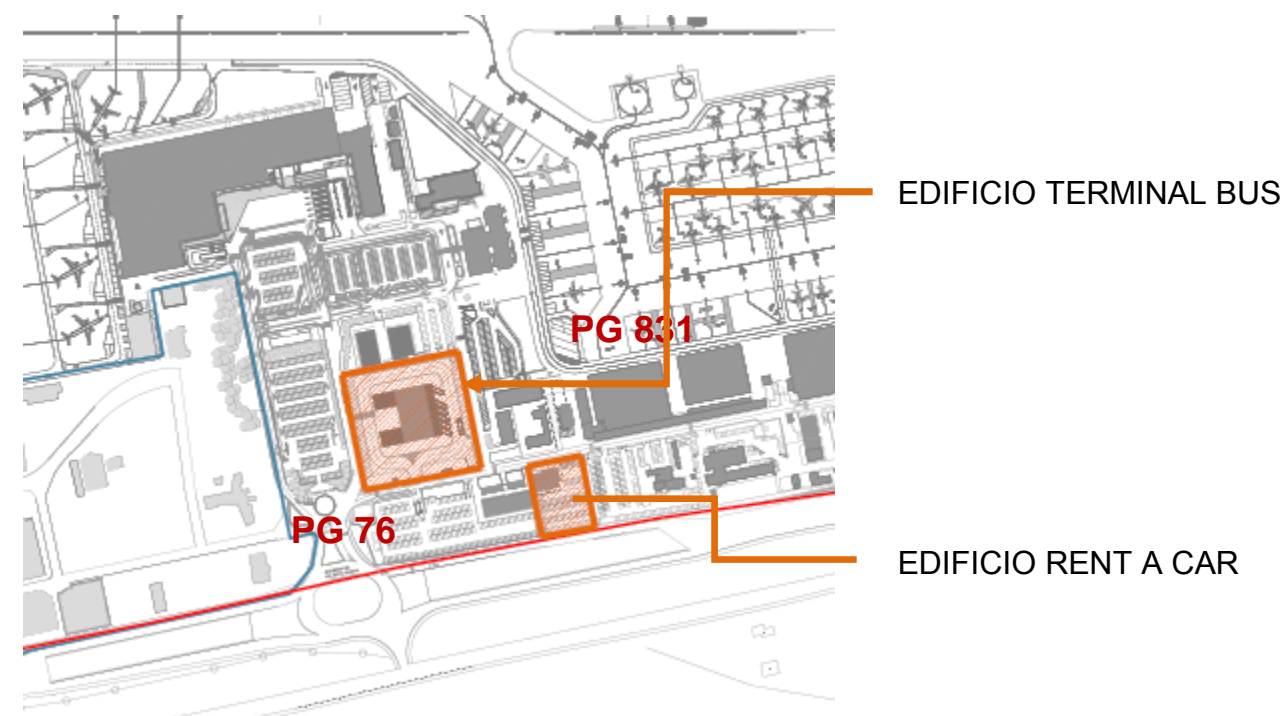 EDIFICIO TERMINAL BUS
PG 831
PG 76
EDIFICIO RENT A CAR